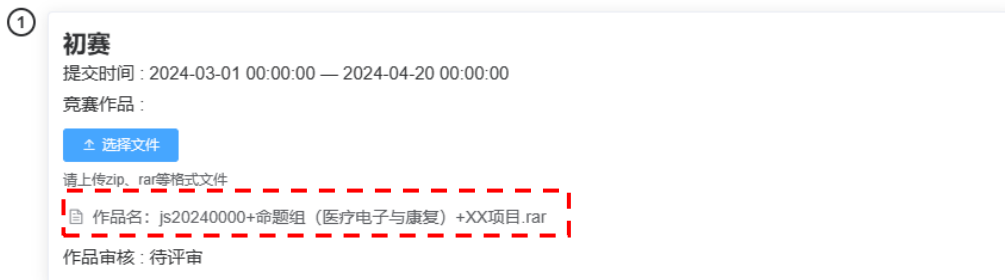 1
初赛
提交时间 : 2024-03-01 00:00:00 — 2024-04-20 00:00:00
竞赛作品 :
选择文件
请上传zip、rar等格式文件
作品名：js20240000+命题组（医疗电子与康复）+XX项目.rar
作品审核 : 待评审